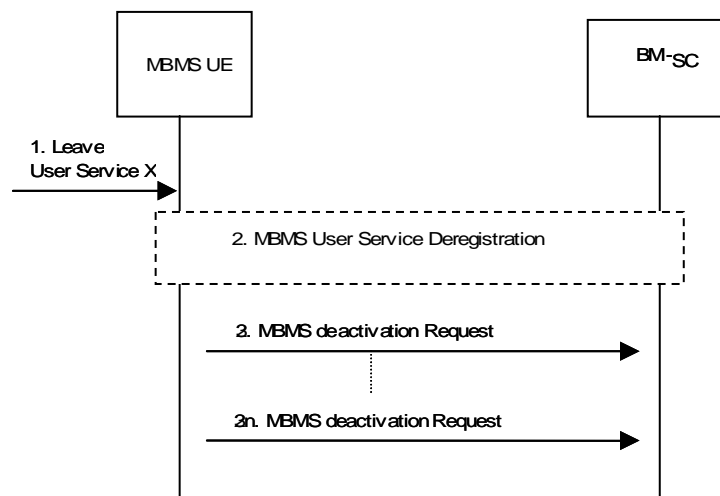 MBMS UE
BM-SC
1. Leave
User Service X
2. MBMS User Service Deregistration
3. MBMS deactivation Request
3n. MBMS deactivation Request